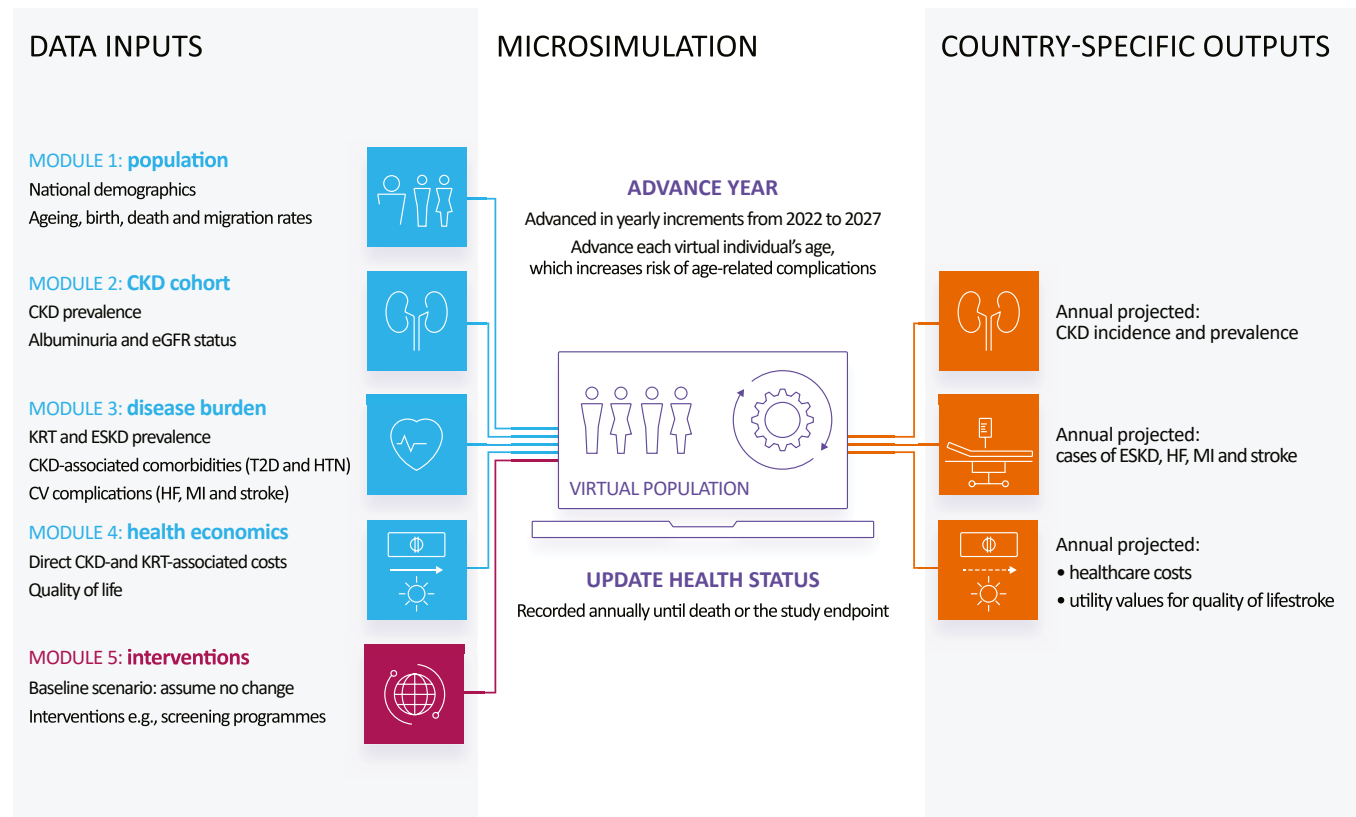 DATA INPUTS
MODULE 1: population
National demographics
Ageing, birth, death and migration rates
MODULE 2: CKD cohort
CKD prevalence
Albuminuria and eGFR status
MODULE 3: disease burden
KRT and ESKD prevalence
CKD-associated comorbidities (T2D and HTN)
CV complications (HF, MI and stroke)
MODULE 4: health economics
Direct CKD-and KRT-associated costs
Quality of life
MODULE 5: interventions
Baseline scenario: assume no change
Interventions e.g., screening programmes
MICROSIMULATION
ADVANCE YEAR
Advanced in yearly increments from 2022 to 2027
Advance each virtual individual's age,
which increases risk of age-related complications
VIRTUAL POPULATION
UPDATE HEALTH STATUS
Recorded annually until death or the study endpoint
COUNTRY-SPECIFIC OUTPUTS
Annual projected:
CKD incidence and prevalence
Annual projected:
cases of ESKD, HF, MI and stroke
Annual projected:
• healthcare costs
• utility values for quality of lifestroke